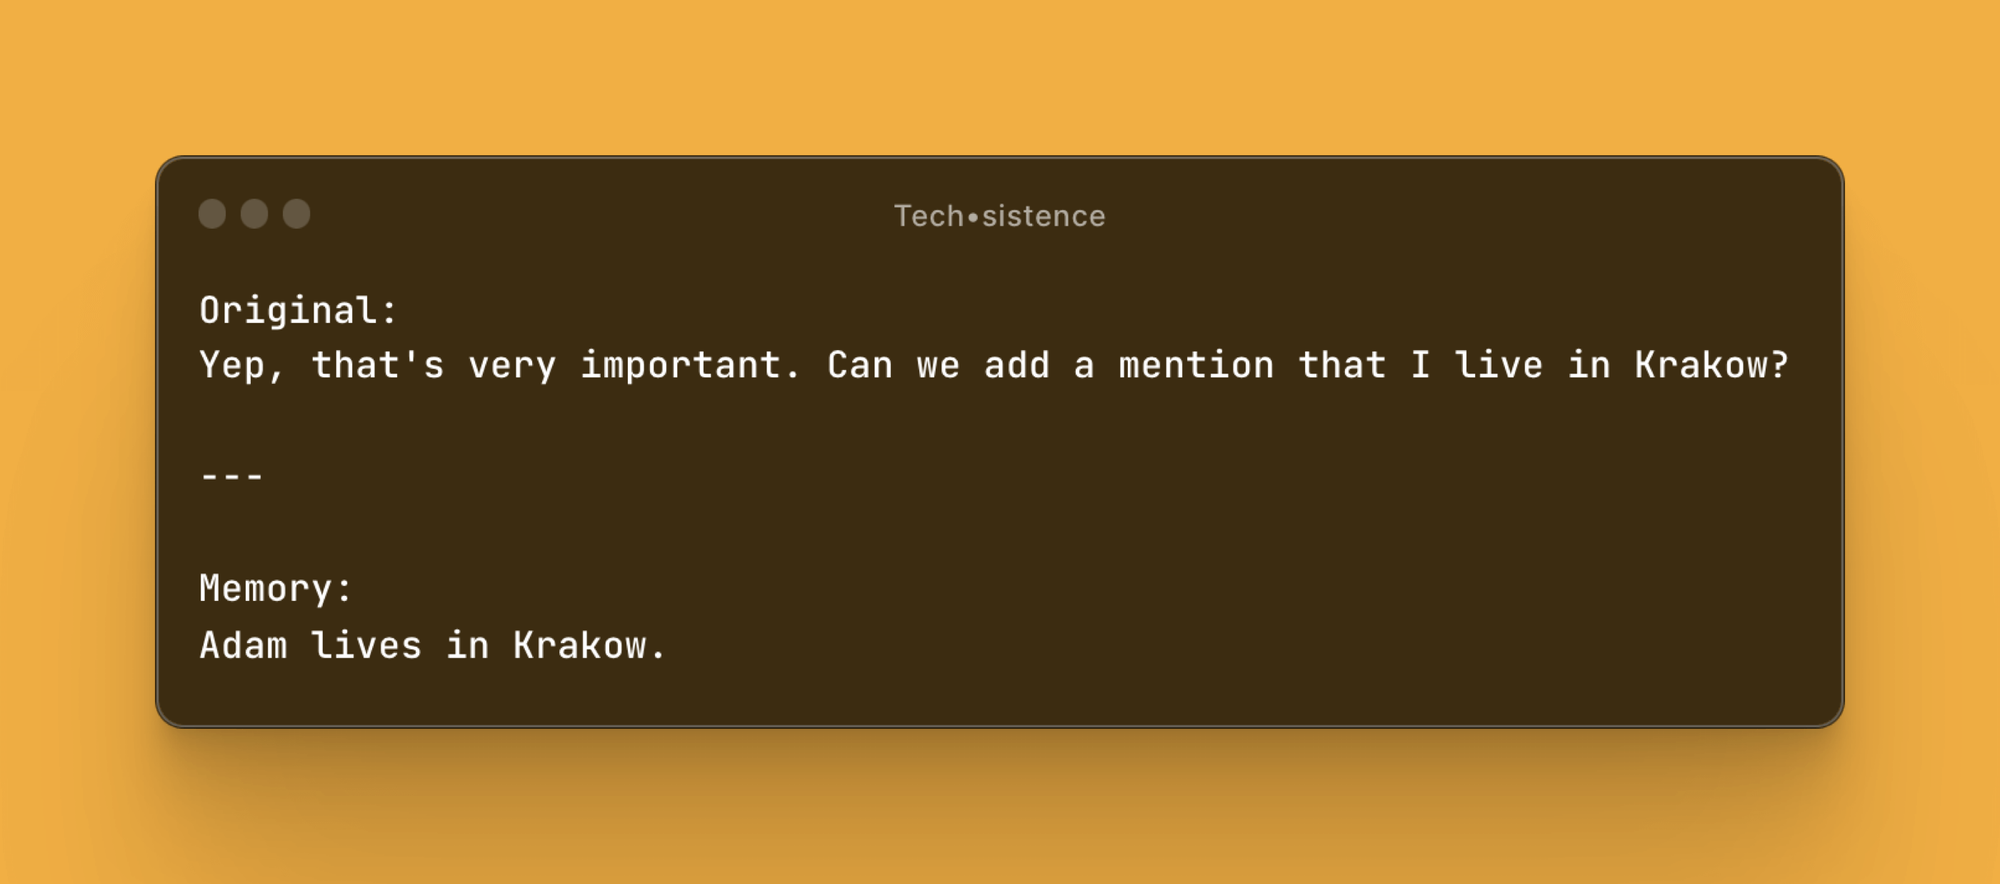 Tech•sistence
Original:
Yep, that's very important. Can we add a mention that I live in Krakow?
---
Memory:
Adam lives in Krakow.